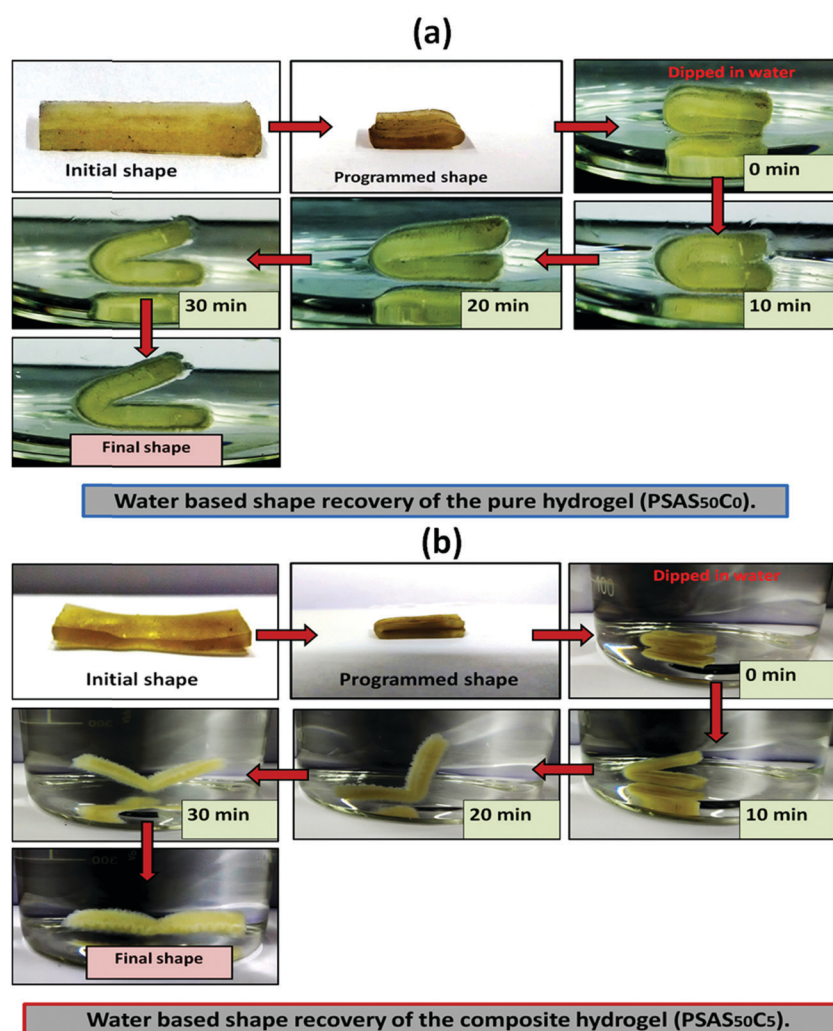 (a)
Initial shape
Programmed shape
Dipped in water
0 min
30 min
20 min
10 min
Final shape
Water based shape recovery of the pure hydrogel (PSAS50C0).
(b)
Initial shape
Programmed shape
100
Dipped in water
0 min
30 min
20 min
10 min
Final shape
Water based shape recovery of the composite hydrogel (PSAS50C5).